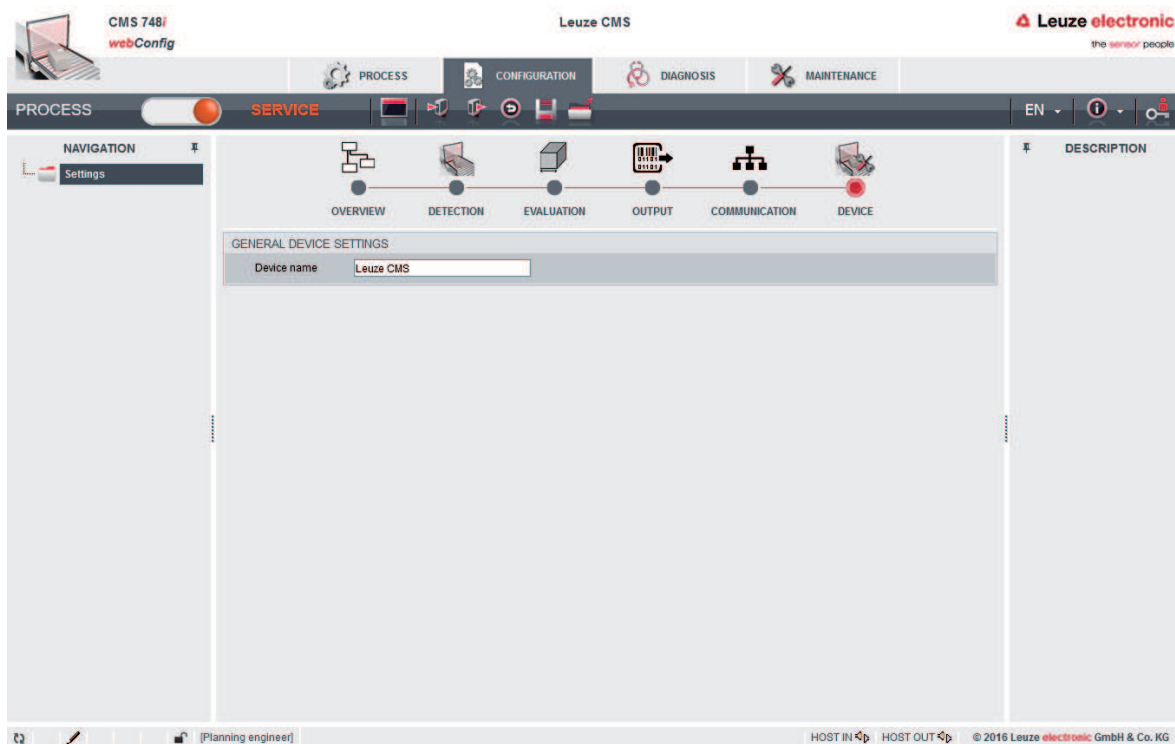 CMS 748i
webConfig
Leuze CMS
Leuze electronic
the sensor people
PROCESS
CONFIGURATION
DIAGNOSIS
MAINTENANCE
PROCESS
SERVICE
EN
NAVIGATION
Settings
OVERVIEW
DETECTION
EVALUATION
OUTPUT
COMMUNICATION
DEVICE
GENERAL DEVICE SETTINGS
Device name
Leuze CMS
DESCRIPTION
[Planning engineer]
HOST IN
HOST OUT
© 2016 Leuze electronic GmbH & Co. KG